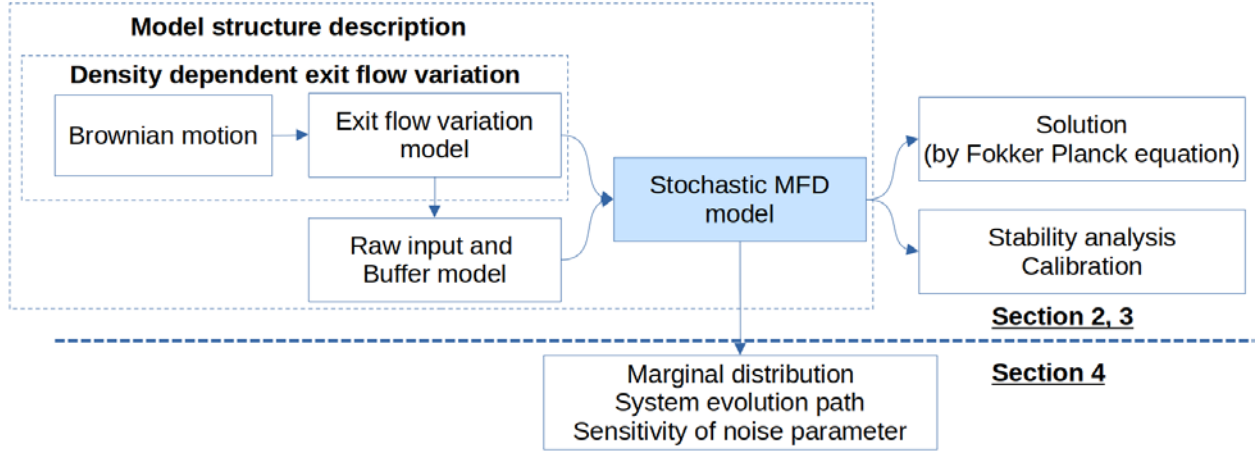 Model structure description
Density dependent exit flow variation
Brownian motion
Exit flow variation
model
Raw input and
Buffer model
Stochastic MFD
model
Solution
(by Fokker Planck equation)
Stability analysis
Calibration
Section 2, 3
Section 4
Marginal distribution
System evolution path
Sensitivity of noise parameter